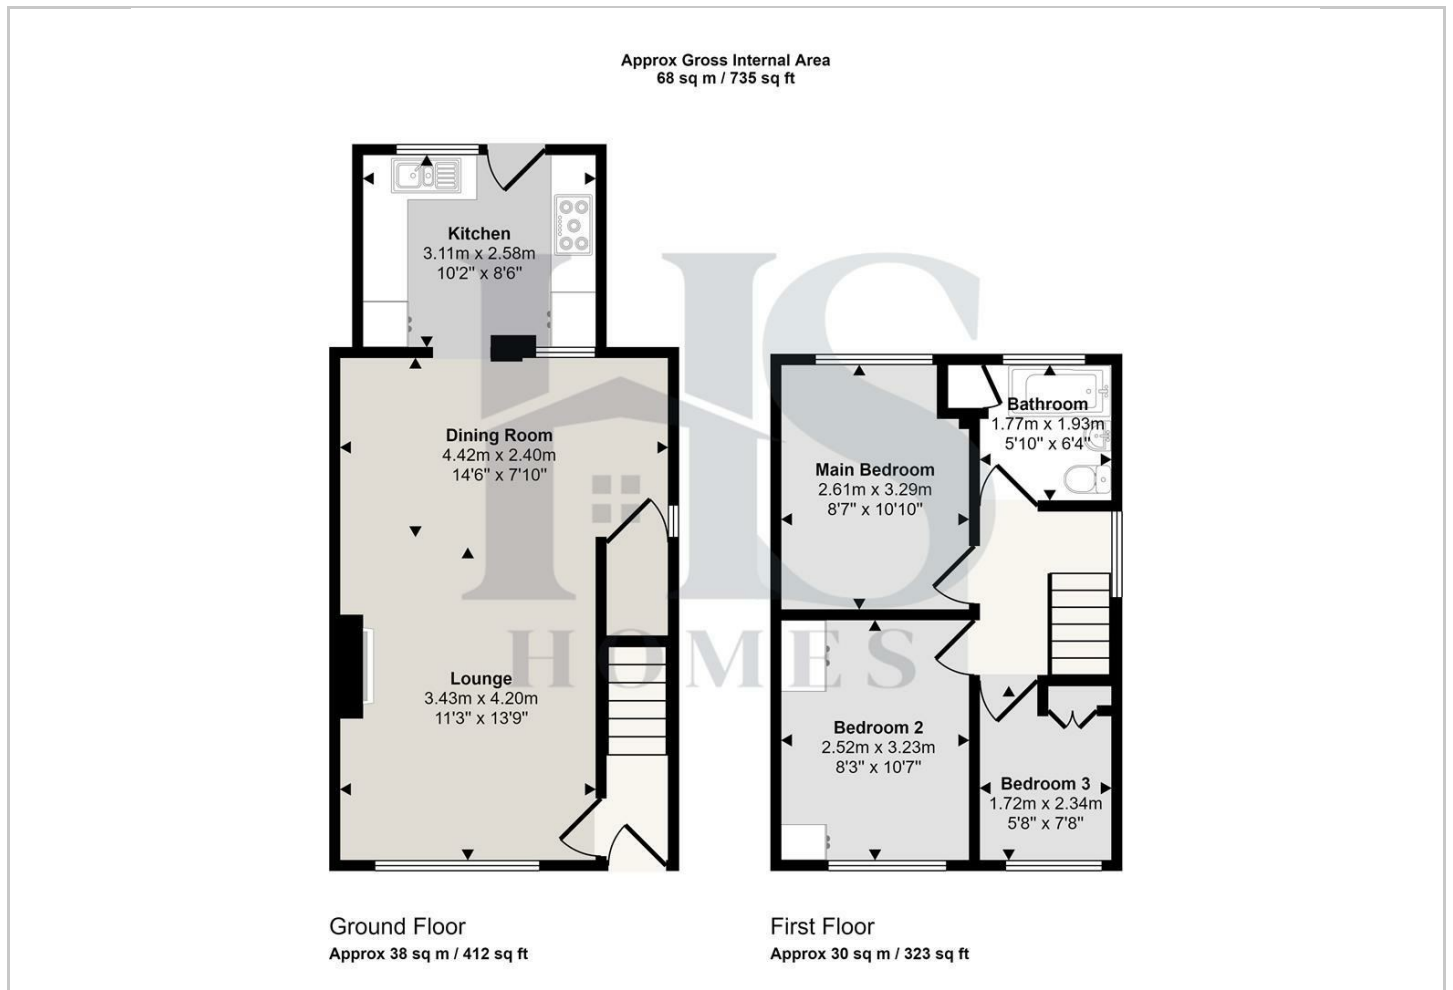 Approx Gross Internal Area
68 sq m / 735 sq ft
Kitchen
3.11m x 2.58m
10'2" x 8'6"
Dining Room
4.42m x 2.40m
14'6" x 7'10"
Lounge
3.43m x 4.20m
11'3" x 13'9"
Main Bedroom
2.61m x 3.29m
8'7" x 10'10"
Bathroom
1.77m x 1.93m
5'10" x 6'4"
Bedroom 2
2.52m x 3.23m
8'3" x 10'7"
Bedroom 3
1.72m x 2.34m
5'8" x 7'8"
HS
HOMES
Ground Floor
Approx 38 sq m / 412 sq ft
First Floor
Approx 30 sq m / 323 sq ft